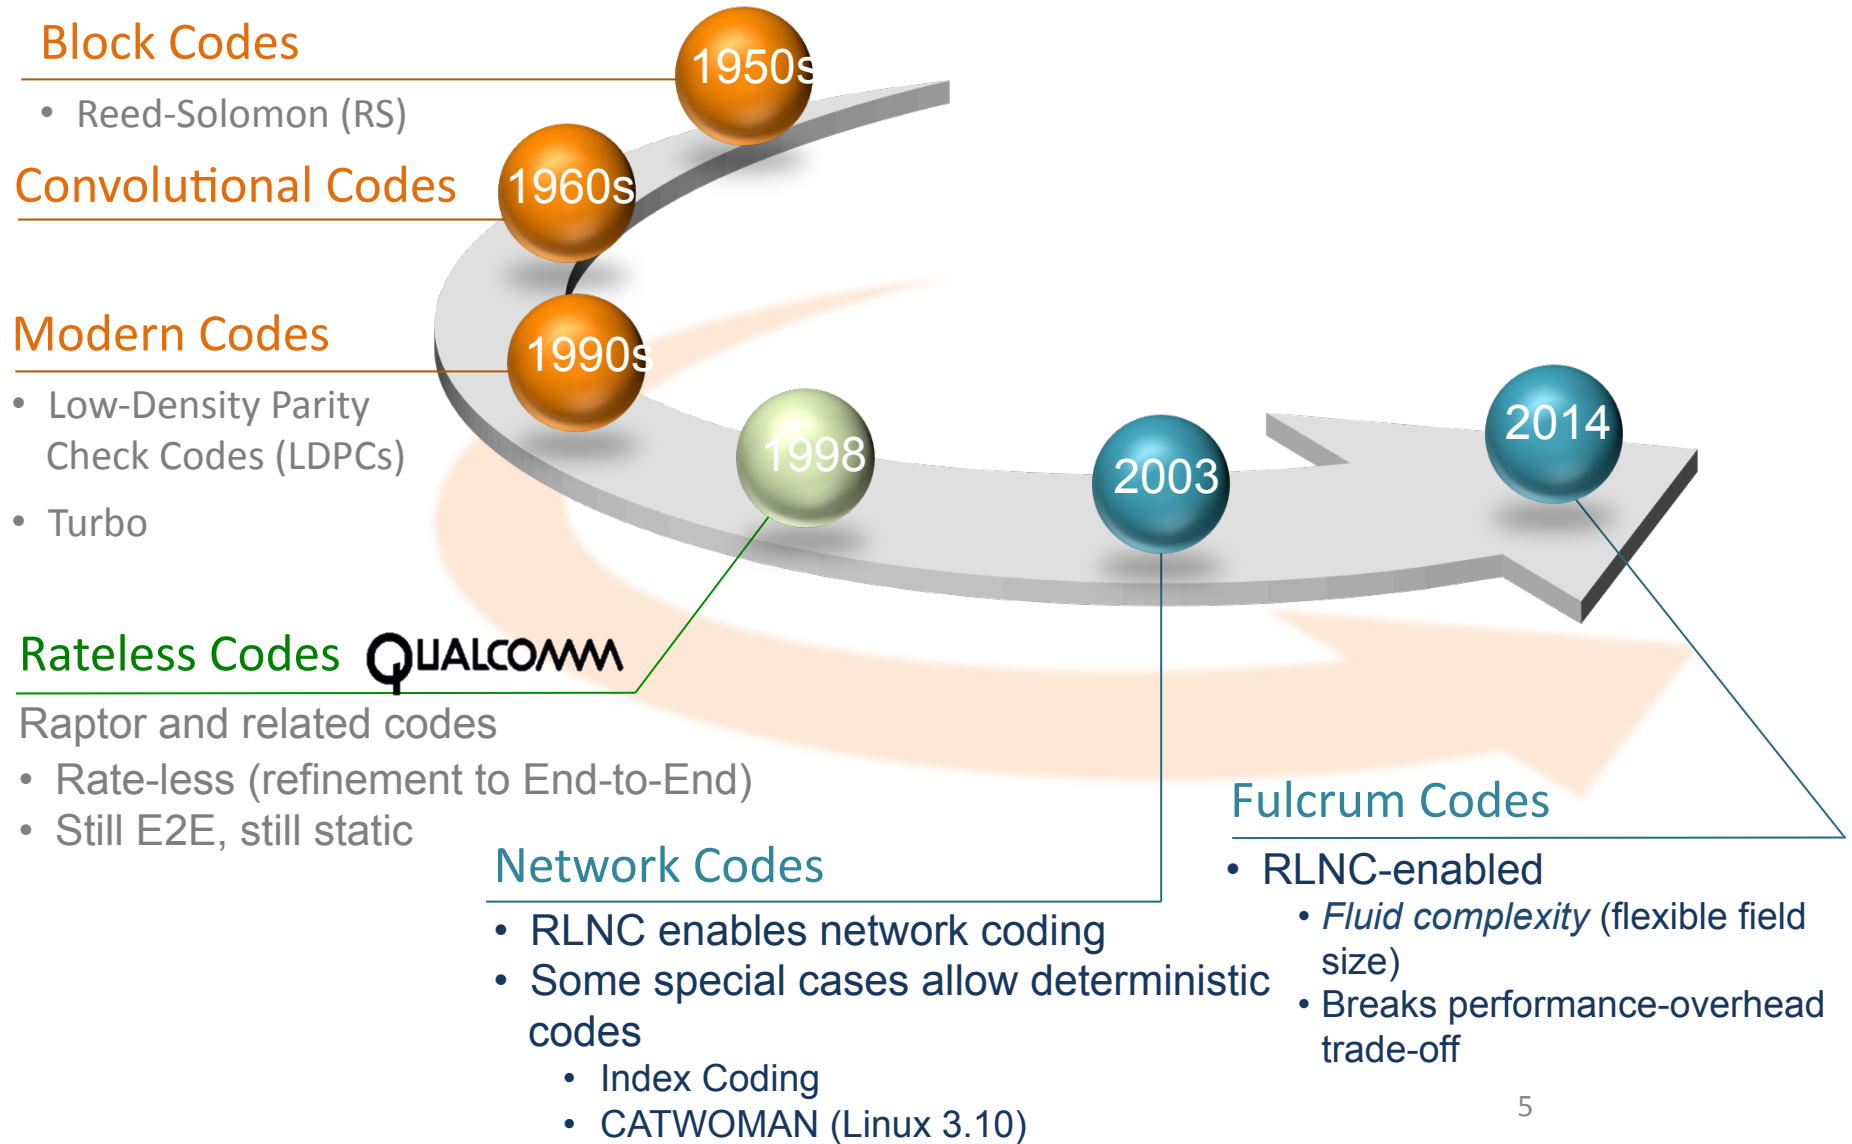 Block Codes
1950s
• Reed-Solomon (RS)
1960s
Convolutional Codes
Modern Codes
1990s
• Low-Density Parity
Check Codes (LDPCs)
• Turbo
1998
2003
2014
Rateless Codes QUALCOMM
Raptor and related codes
• Rate-less (refinement to End-to-End)
• Still E2E, still static
Network Codes
• RLNC enables network coding
• Some special cases allow deterministic
codes
• Index Coding
• CATWOMAN (Linux 3.10)
Fulcrum Codes
• RLNC-enabled
• Fluid complexity (flexible field
size)
• Breaks performance-overhead
trade-off
5